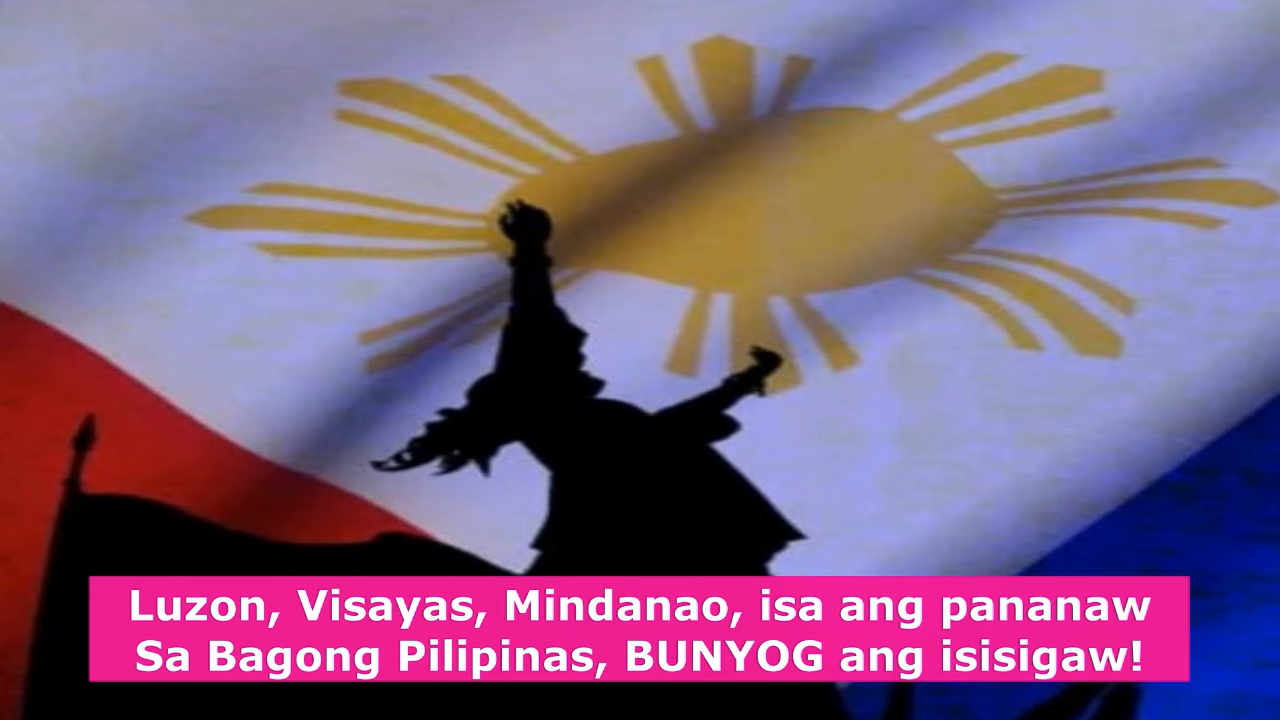 Luzon, Visayas, Mindanao, isa ang pananaw
Sa Bagong Pilipinas, BUNYOG ang isisigaw!